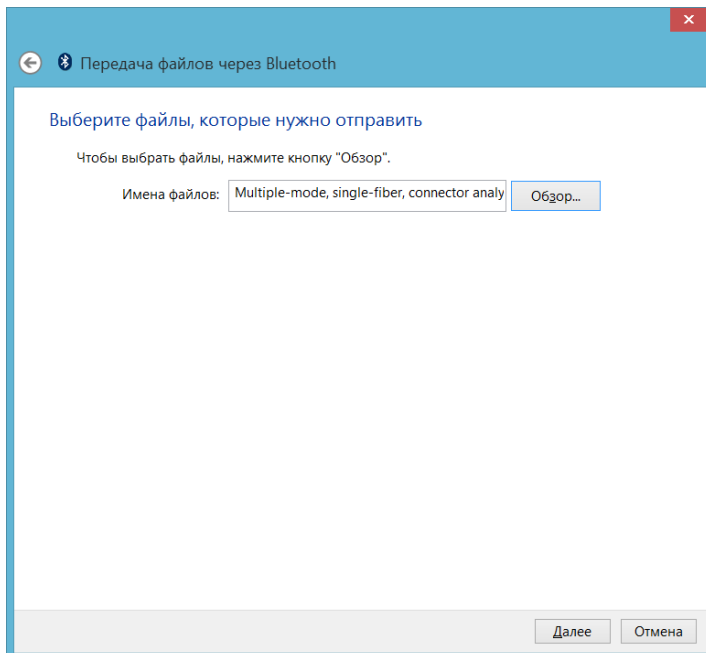 Передача файлов через Bluetooth
Выберите файлы, которые нужно отправить
Чтобы выбрать файлы, нажмите кнопку "Обзор".
Имена файлов: Multiple-mode, single-fiber, connector analy Обзор...
Далее Отмена